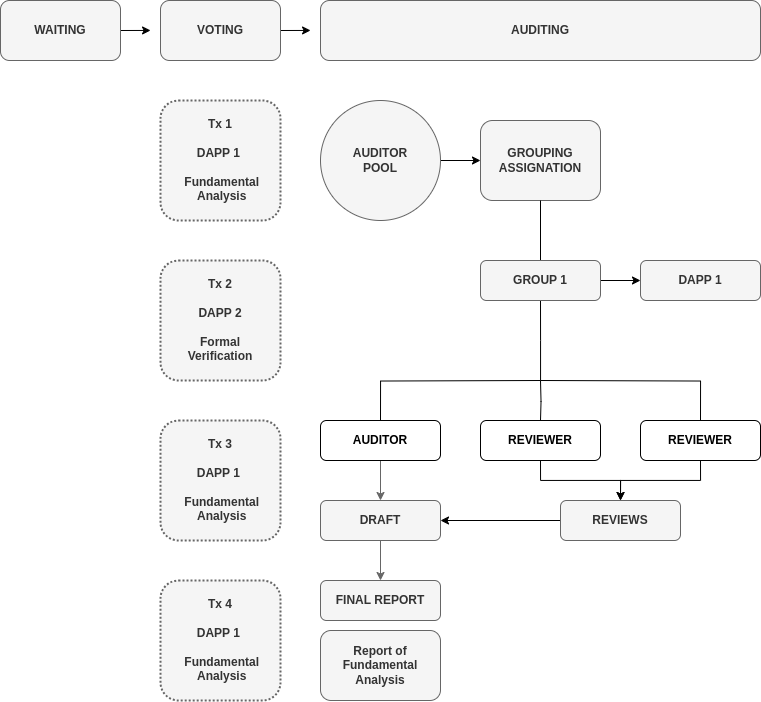 WAITING
VOTING
AUDITING
Tx 1
DAPP 1
Fundamental
Analysis
AUDITOR
POOL
GROUPING
ASSIGNATION
Tx 2
DAPP 2
Formal
Verification
GROUP 1
DAPP 1
Tx 3
DAPP 1
Fundamental
Analysis
AUDITOR
REVIEWER
REVIEWER
DRAFT
REVIEWS
Tx 4
DAPP 1
Fundamental
Analysis
FINAL REPORT
Report of
Fundamental
Analysis